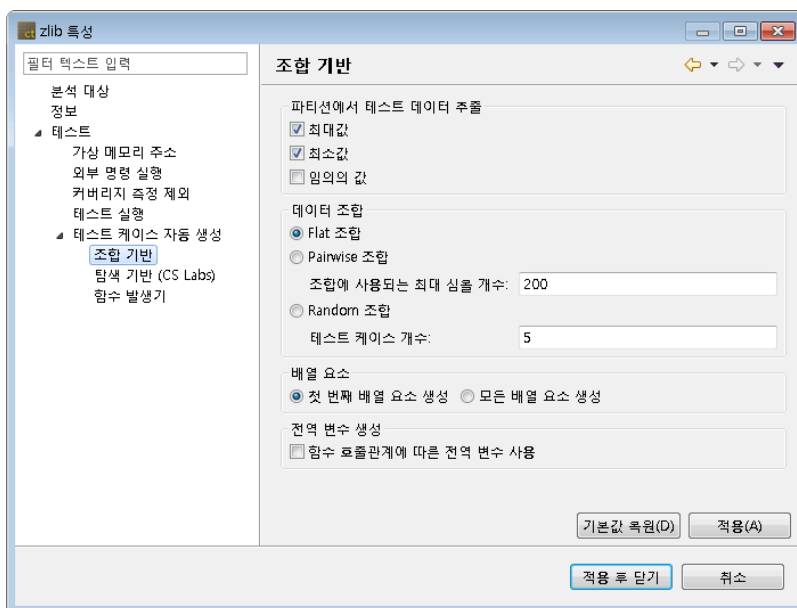 ct zlib 특성
필터 텍스트 입력
분석 대상
정보
테스트
가상 메모리 주소
외부 명령 실행
커버리지 측정 제외
테스트 실행
테스트 케이스 자동 생성
조합 기반
탐색 기반 (CS Labs)
함수 발생기
조합 기반
파티션에서 테스트 데이터 추출
최대값
최소값
임의의 값
데이터 조합
Flat 조합
Pairwise 조합
조합에 사용되는 최대 심볼 개수: 200
Random 조합
테스트 케이스 개수: 5
배열 요소
첫 번째 배열 요소 생성 모든 배열 요소 생성
전역 변수 생성
함수 호출관계에 따른 전역 변수 사용
기본값 복원(D) 적용(A)
적용 후 닫기 취소